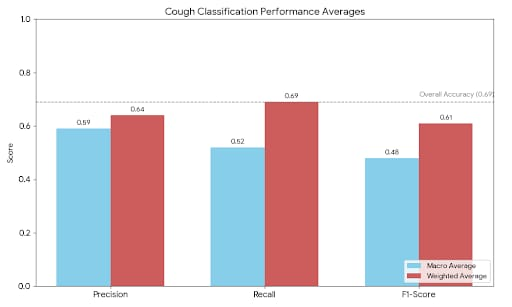 Cough Classification Performance Averages
1.0
0.8
0.6
0.4
0.2
0.0
Score
Overall Accuracy (0.69)
0.59
0.64
0.52
0.69
0.48
0.61
Precision
Recall
F1-Score
Macro Average
Weighted Average